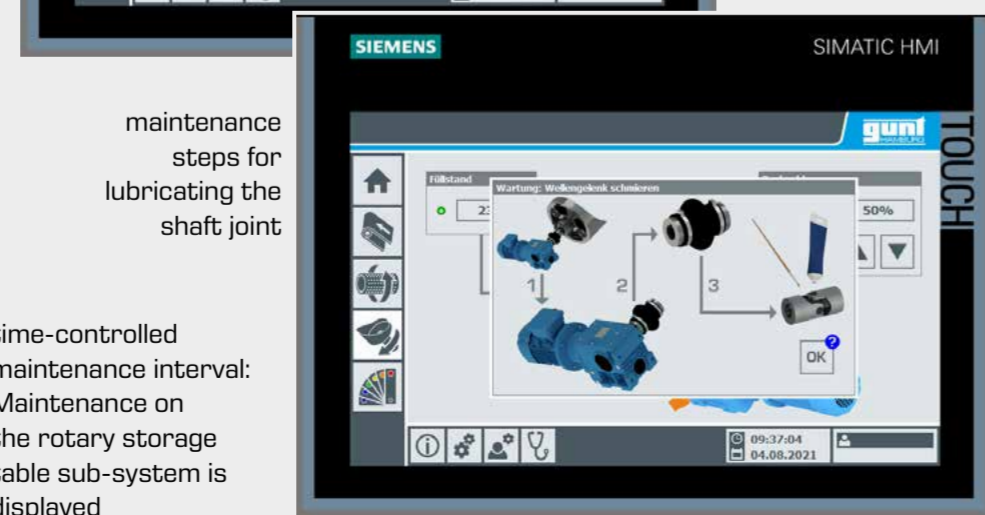 SIEMENS
SIMATIC HMI
TOUCH
gunt
HAMBURG
maintenance
steps for
lubricating the
shaft joint
Füllstand
Wartung: Wellengelenk schmieren
50%
1
2
3
OK
?
time-controlled
maintenance interval:
Maintenance on
the rotary storage
table sub-system is
displayed
09:37:04
04.08.2021